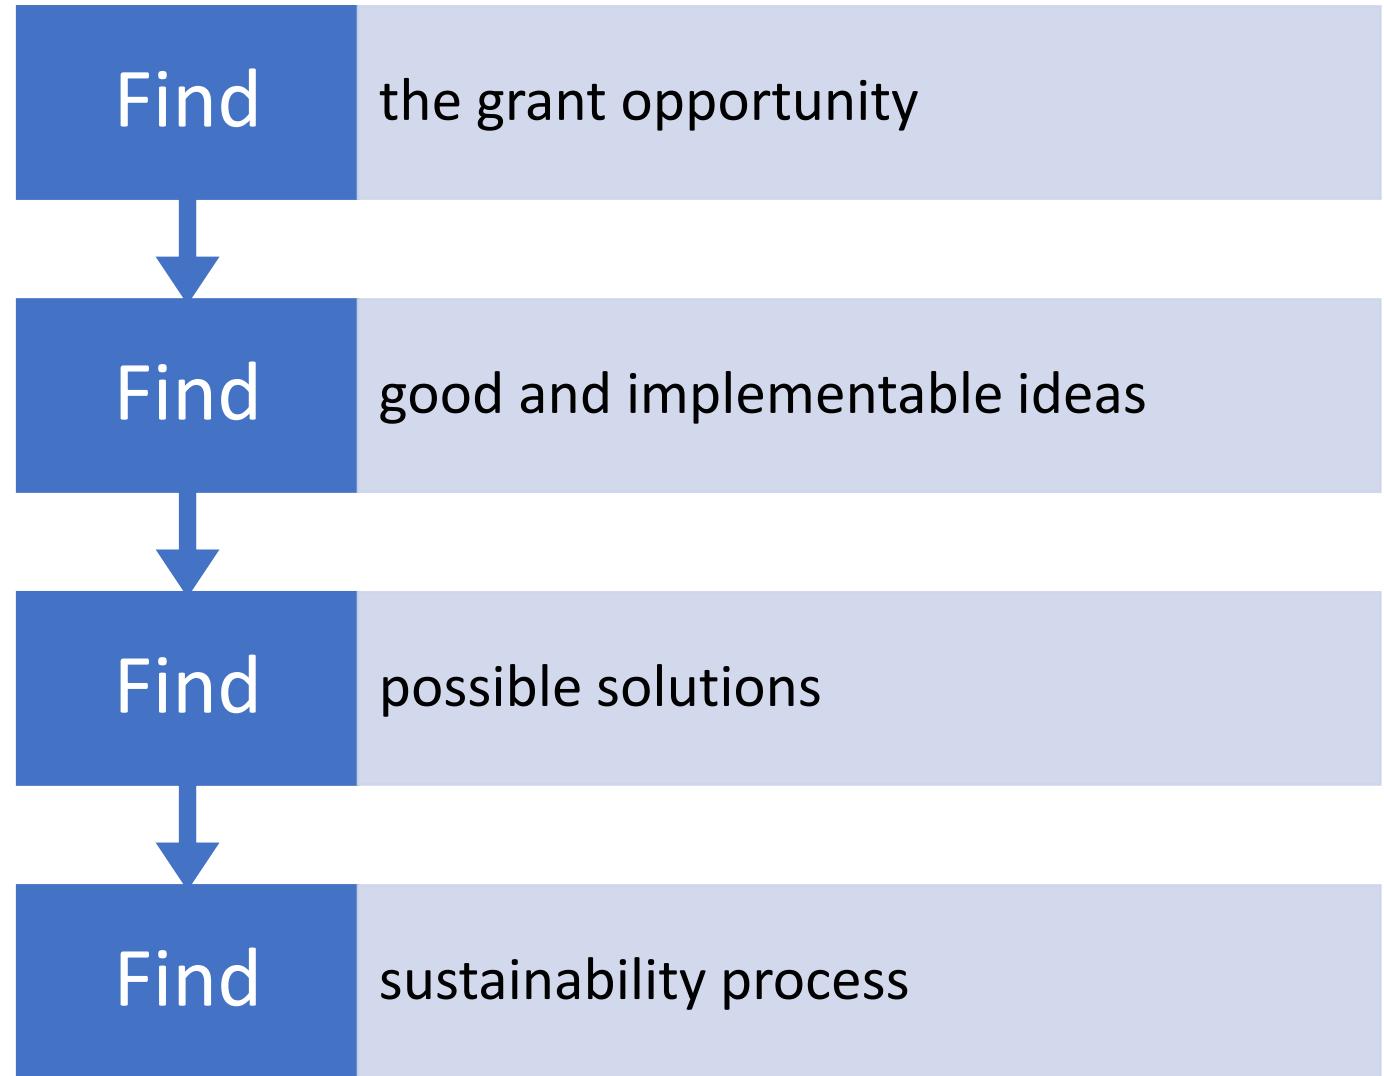 Find the grant opportunity
Find good and implementable ideas
Find possible solutions
Find sustainability process